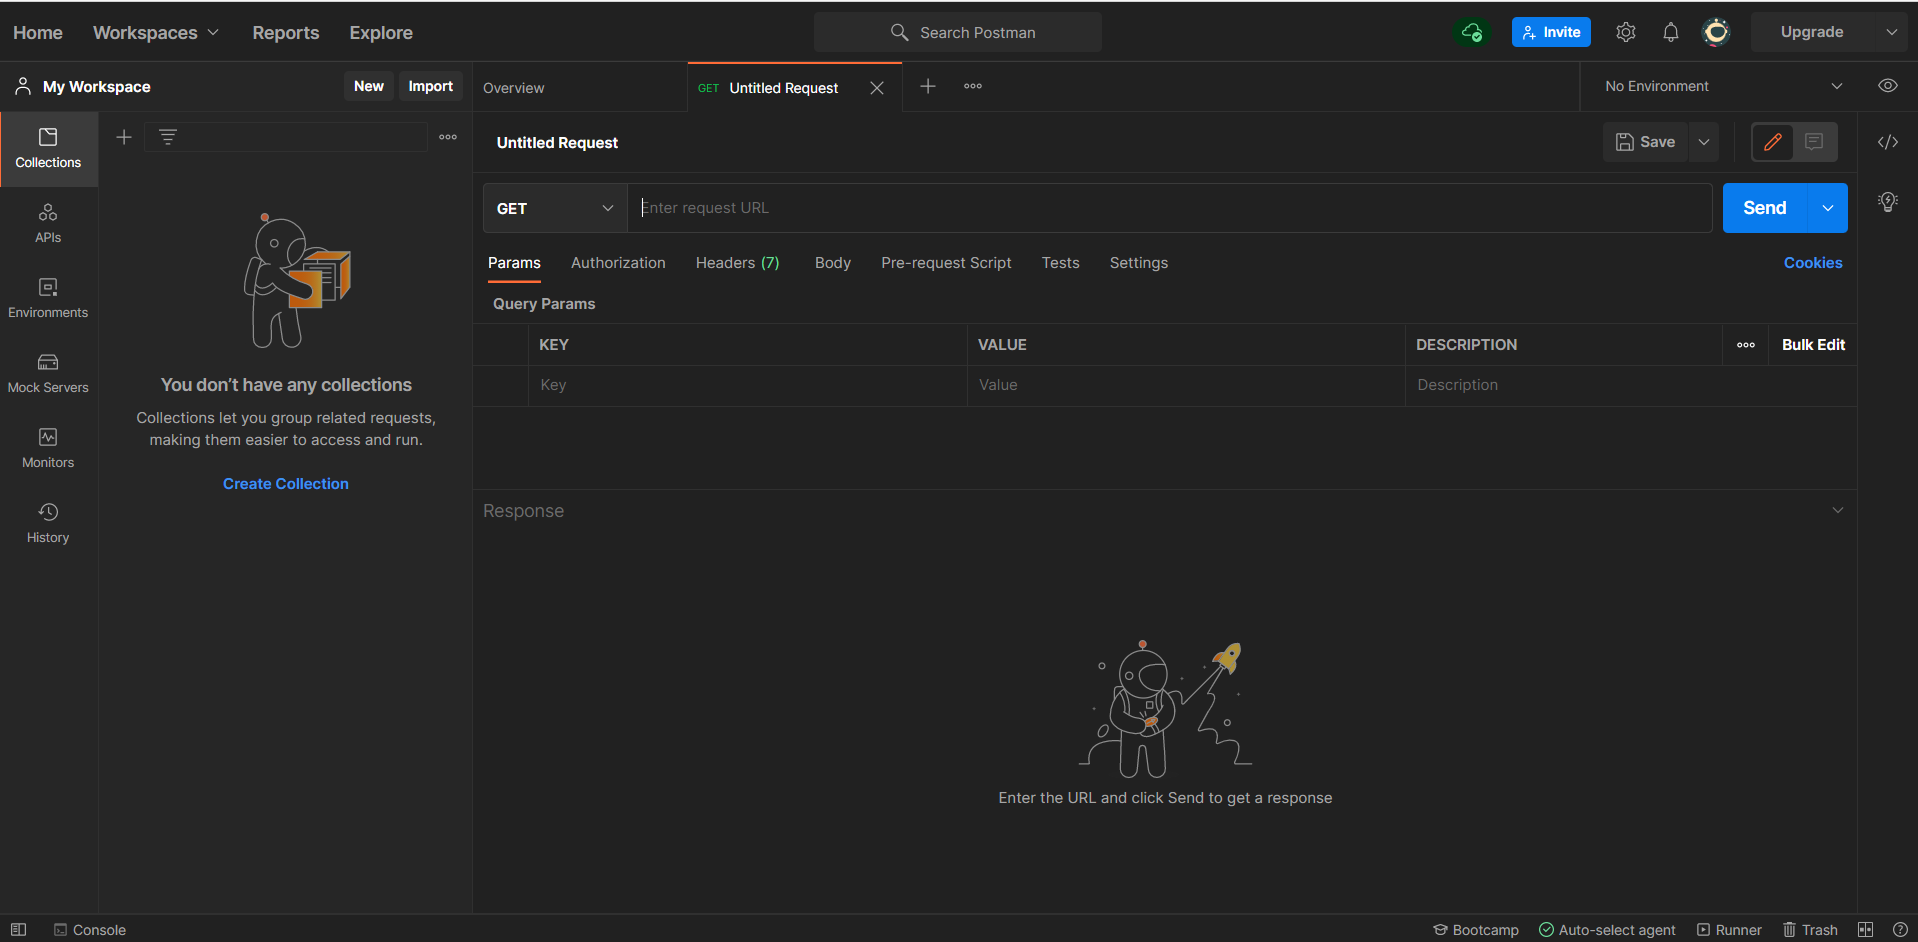 Home Workspaces Reports Explore Search Postman Invite Upgrade
My Workspace New Import Overview GET Untitled Request No Environment
Collections
APIs
Environments
Mock Servers
Monitors
History
You don’t have any collections
Collections let you group related requests,
making them easier to access and run.
Create Collection
Untitled Request Save
GET Enter request URL Send
Params Authorization Headers (7) Body Pre-request Script Tests Settings Cookies
Query Params
KEY VALUE DESCRIPTION Bulk Edit
Key Value Description
Response
Enter the URL and click Send to get a response
Console Bootcamp Auto-select agent Runner Trash